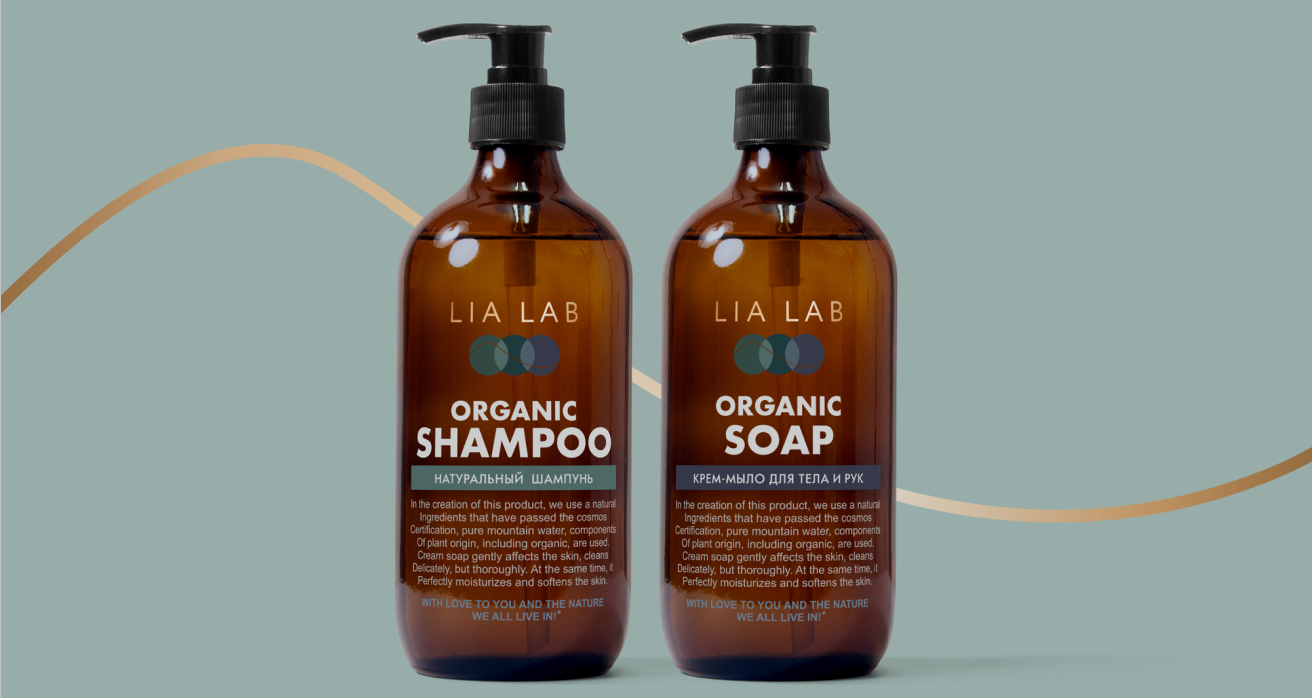 LIA LAB
ORGANIC
SHAMPOO
НАТУРАЛЬНЫЙ ШАМПУНЬ
In the creation of this product, we use a natural
Ingredients that have passed the cosmos
Certification, pure mountain water, components
Of plant origin, including organic, are used.
Cream soap gently affects the skin, cleans
Delicately, but thoroughly. At the same time, it
Perfectly moisturizes and softens the skin.
WITH LOVE TO YOU AND THE NATURE
WE ALL LIVE IN!*
LIA LAB
ORGANIC
SOAP
КРЕМ-МЫЛО ДЛЯ ТЕЛА И РУК
In the creation of this product, we use a natural
Ingredients that have passed the cosmos
Certification, pure mountain water, components
Of plant origin, including organic, are used.
Cream soap gently affects the skin, cleans
Delicately, but thoroughly. At the same time, it
Perfectly moisturizes and softens the skin.
WITH LOVE TO YOU AND THE NATURE
WE ALL LIVE IN!*